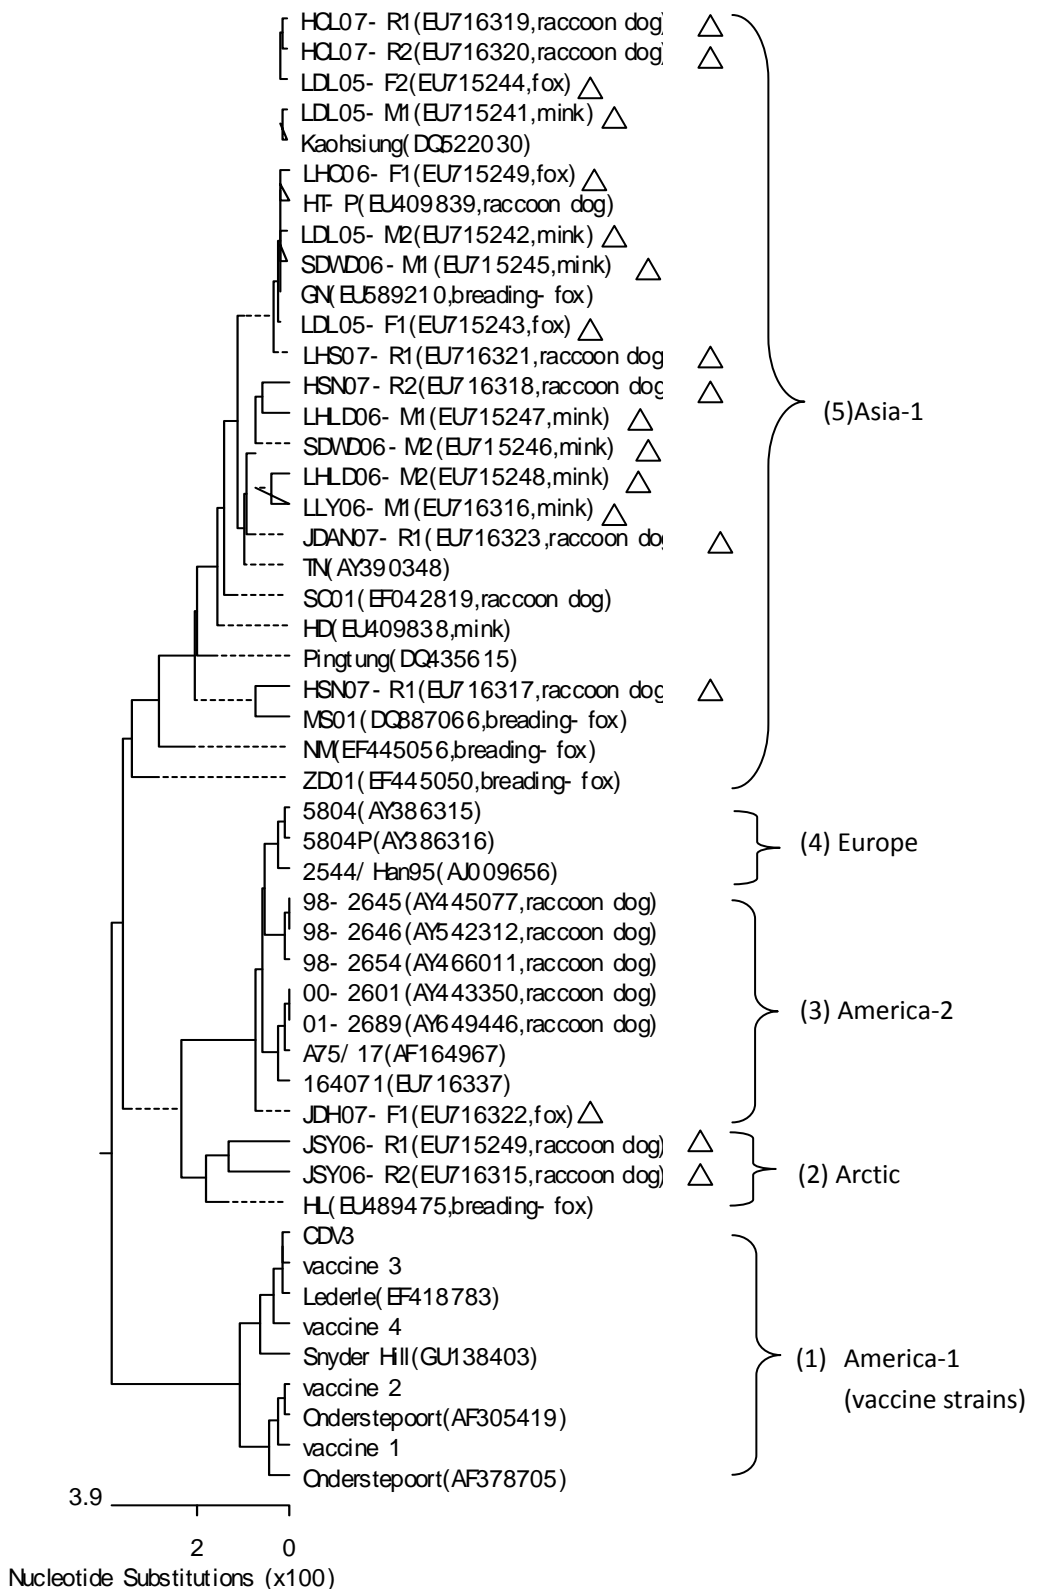 HCL07- R1(EU716319,raccoon dog)
HCL07- R2(EU716320,raccoon dog)
LDL05- F2(EU715244,fox)
LDL05- M1(EU715241,mink)
Kaohsiung(DQ522030)
LHC06- F1(EU715249,fox)
HT- P(EU409839,raccoon dog)
LDL05- M2(EU715242,mink)
SDWD06- M1(EU715245,mink)
GN(EU589210,breading- fox)
LDL05- F1(EU715243,fox)
LHS07- R1(EU716321,raccoon dog
HSN07- R2(EU716318,raccoon dog
(5)Asia-1
LHLD06- M1(EU715247,mink)
SDWD06- M2(EU715246,mink)
LHLD06- M2(EU715248,mink)
LLY06- M1(EU716316,mink)
JDAN07- R1(EU716323,raccoon dog
TN(AY390348)
SC01(EF042819,raccoon dog)
HD(EU409838,mink)
Pingtung(DQ435615)
HSN07- R1(EU716317,raccoon dog
MS01(DQ887066,breading- fox)
NM(EF445056,breading- fox)
ZD01(EF445050,breading- fox)
5804(AY386315)
5804P(AY386316)
(4) Europe
2544/ Han95(AJ009656)
98- 2645(AY445077,raccoon dog)
98- 2646(AY542312,raccoon dog)
98- 2654(AY466011,raccoon dog)
00- 2601(AY443350,raccoon dog)
(3) America-2
01- 2689(AY649446,raccoon dog)
A75/ 17(AF164967)
164071(EU716337)
JDH07- F1(EU716322,fox)
JSY06- R1(EU715249,raccoon dog)
JSY06- R2(EU716315,raccoon dog)
(2) Arctic
HL(EU489475,breading- fox)
CDV3
vaccine 3
Lederle(EF418783)
vaccine 4
Snyder Hill(GU138403)
(1) America-1
vaccine 2
(vaccine strains)
Onderstepoort(AF305419)
vaccine 1
Onderstepoort(AF378705)
3.9
2 0
Nucleotide Substitutions (x100)